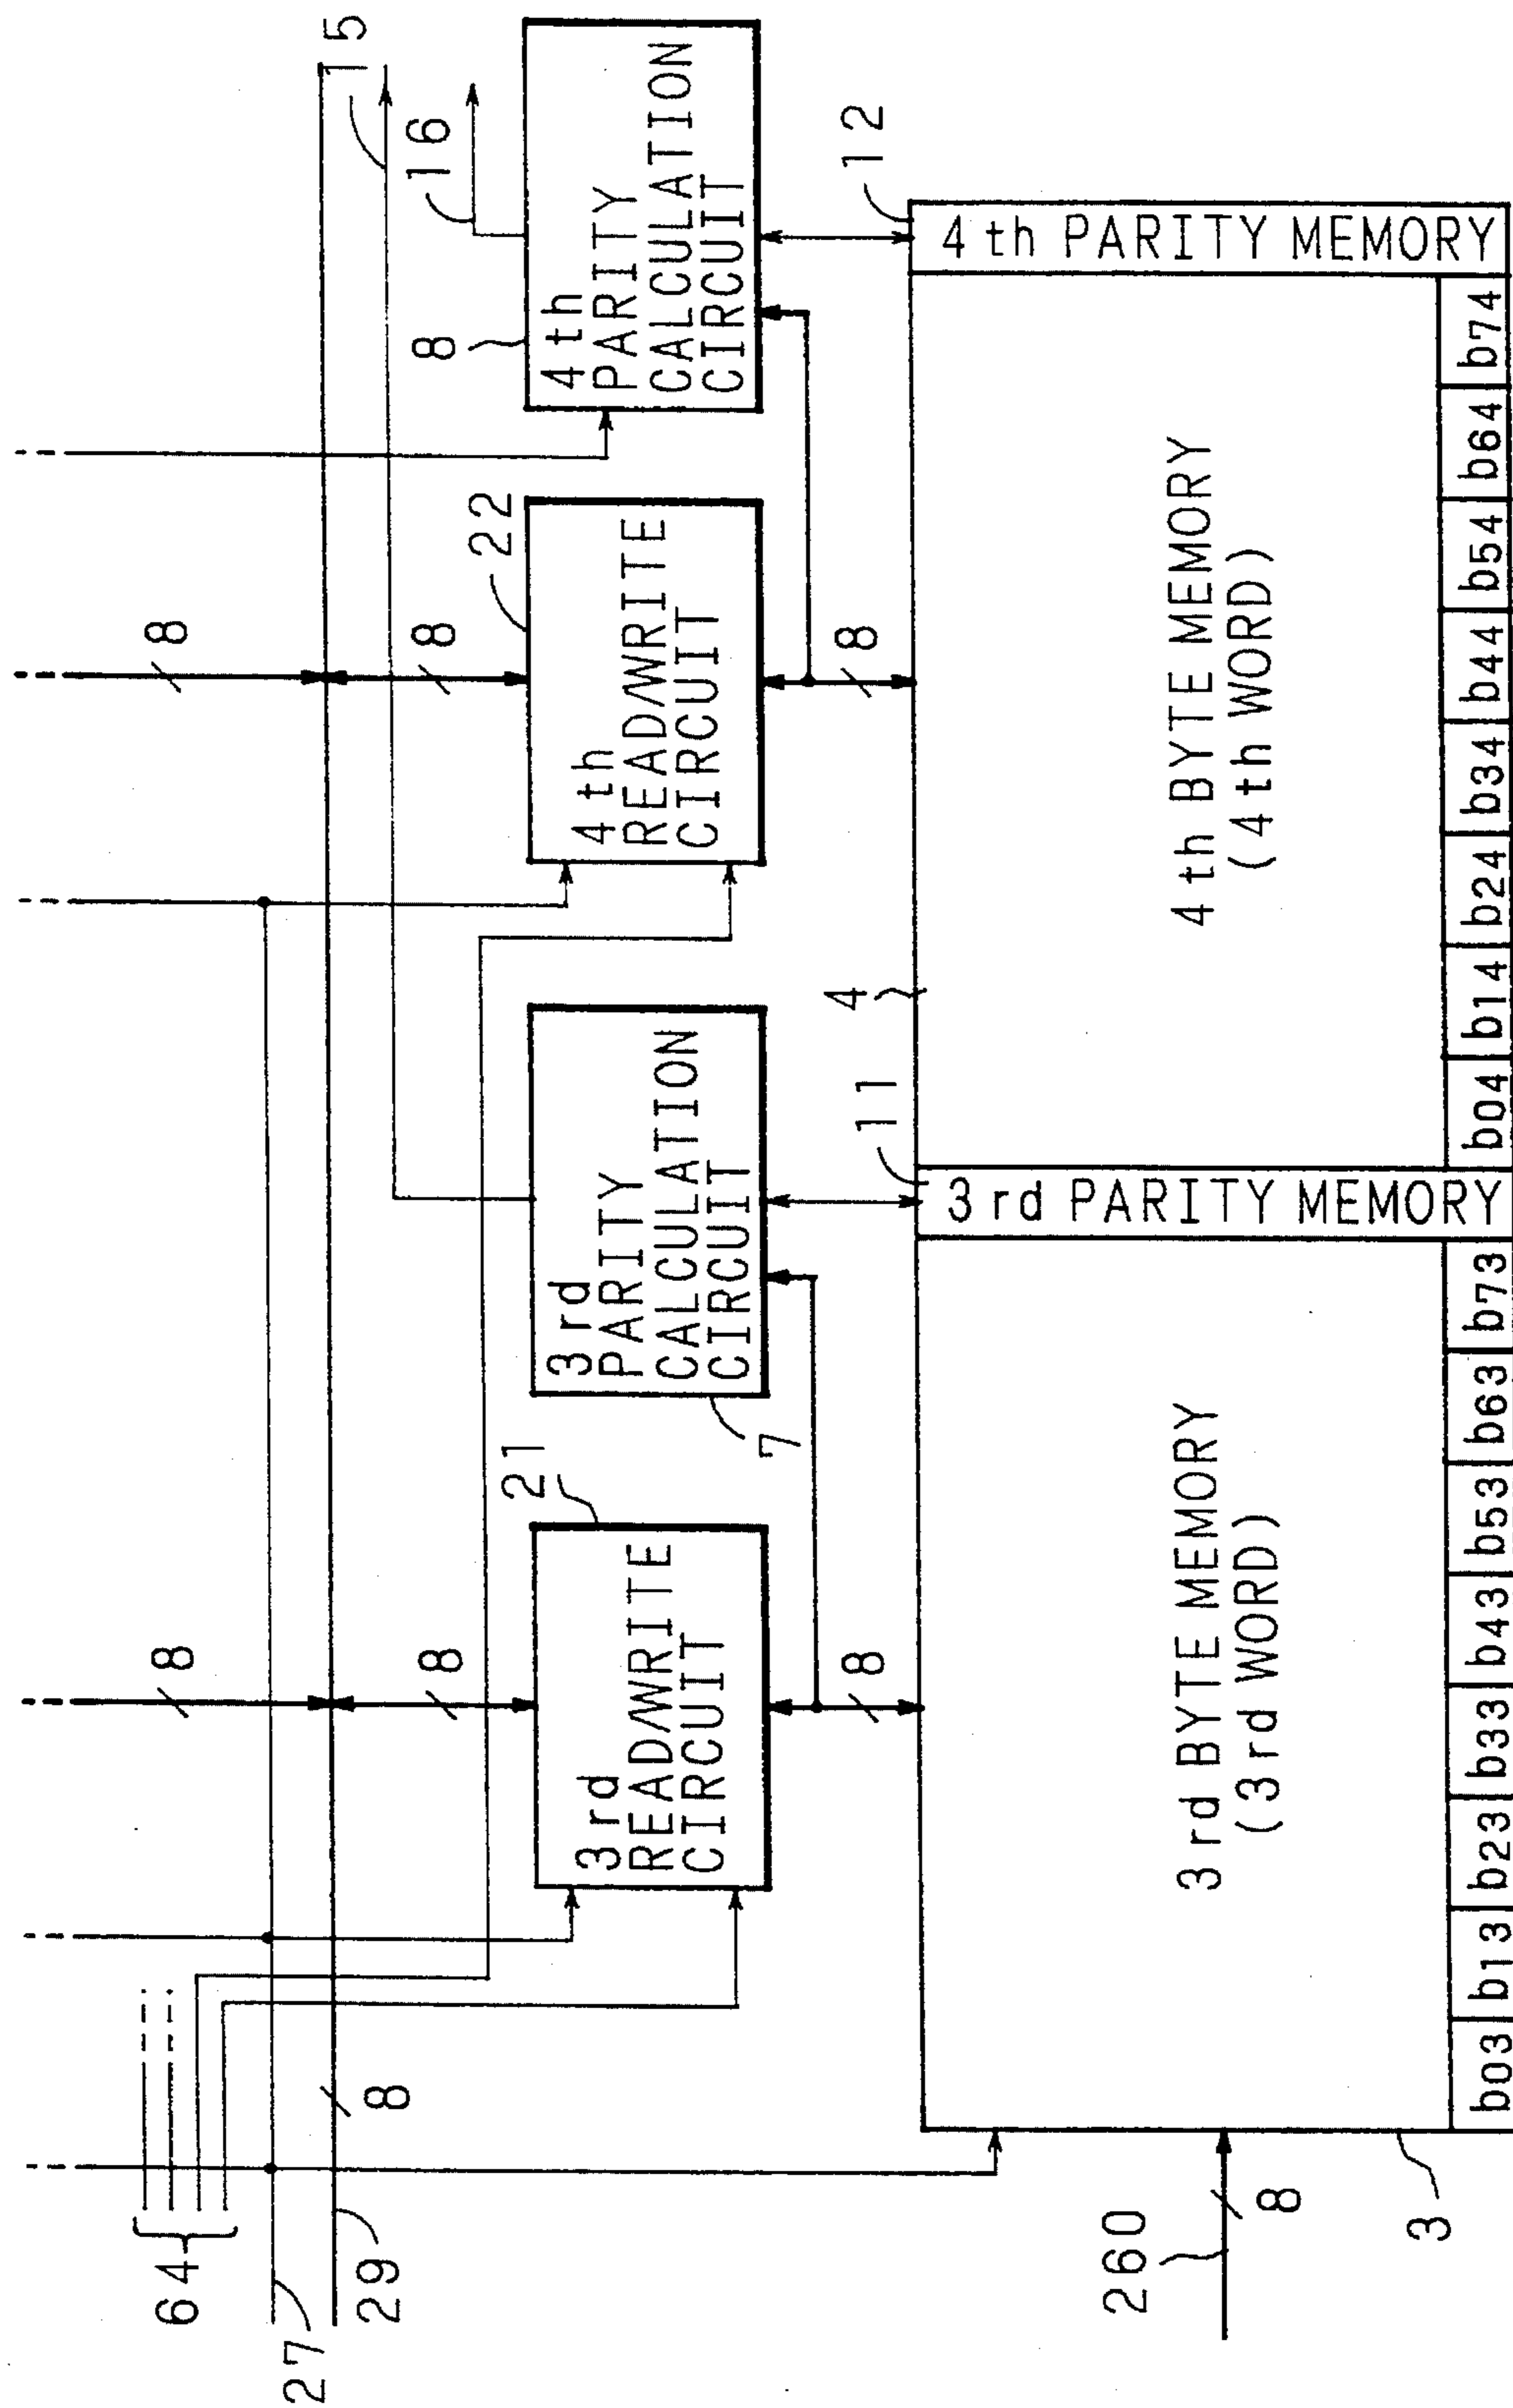 15
16
8
4th
PARITY
CALCULATION
CIRCUIT
12
8
8
22
4th
READ/WRITE
CIRCUIT
8
4th PARITY MEMORY
4
4th BYTE MEMORY
(4th WORD)
b04 b14 b24 b34 b44 b54 b64 b74
3rd
PARITY
CALCULATION
CIRCUIT
7
11
3rd PARITY MEMORY
8
8
21
3rd
READ/WRITE
CIRCUIT
8
3rd BYTE MEMORY
(3rd WORD)
b03 b13 b23 b33 b43 b53 b63 b73
64
27
29
8
260
8
3